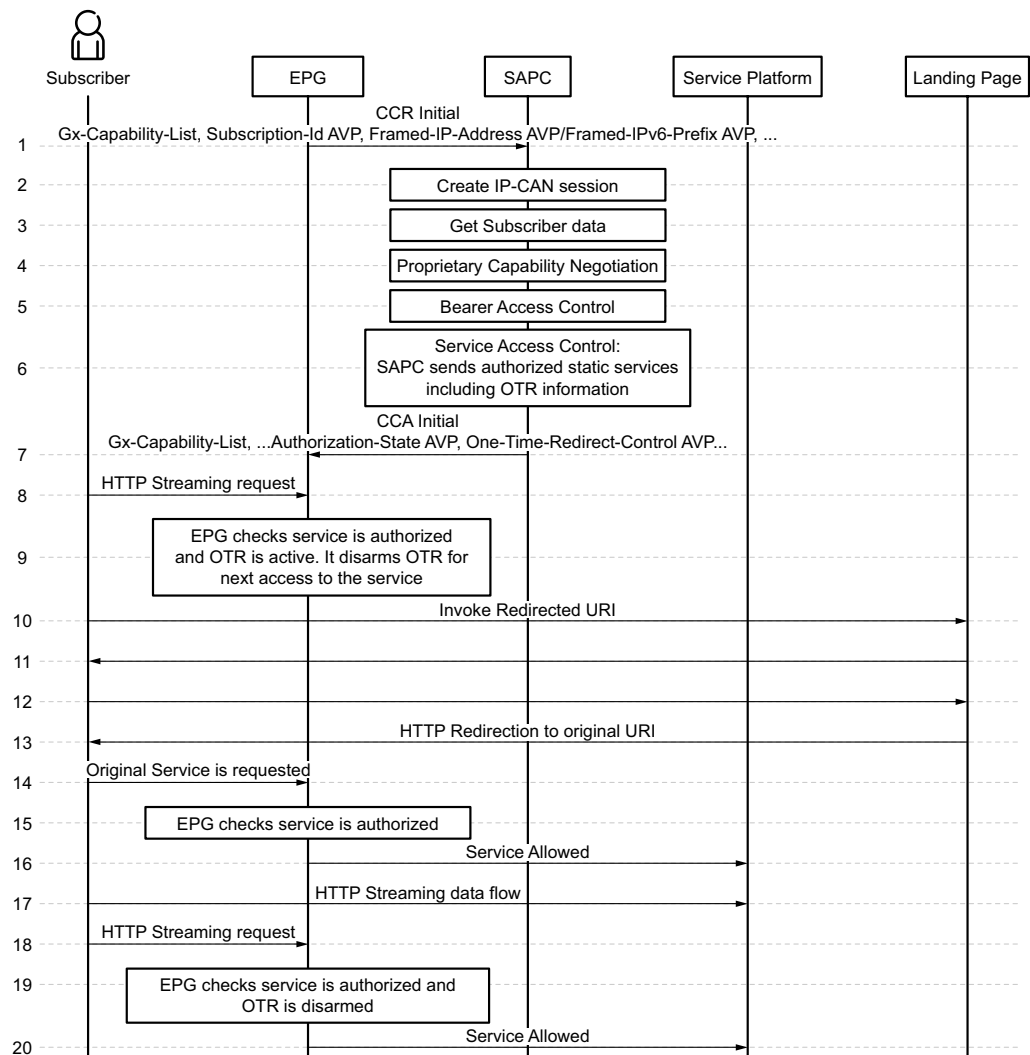 Subscriber
EPG
SAPC
Service Platform
Landing Page
CCR Initial
Gx-Capability-List, Subscription-Id AVP, Framed-IP-Address AVP/Framed-IPv6-Prefix AVP, ...
1
2
Create IP-CAN session
3
Get Subscriber data
4
Proprietary Capability Negotiation
5
Bearer Access Control
Service Access Control:
6
SAPC sends authorized static services
including OTR information
CCA Initial
Gx-Capability-List, ...Authorization-State AVP, One-Time-Redirect-Control AVP...
7
HTTP Streaming request
8
EPG checks service is authorized
9
and OTR is active. It disarms OTR for
next access to the service
Invoke Redirected URI
10
11
12
HTTP Redirection to original URI
13
Original Service is requested
14
15
EPG checks service is authorized
Service Allowed
16
HTTP Streaming data flow
17
HTTP Streaming request
18
19
EPG checks service is authorized and
OTR is disarmed
Service Allowed
20